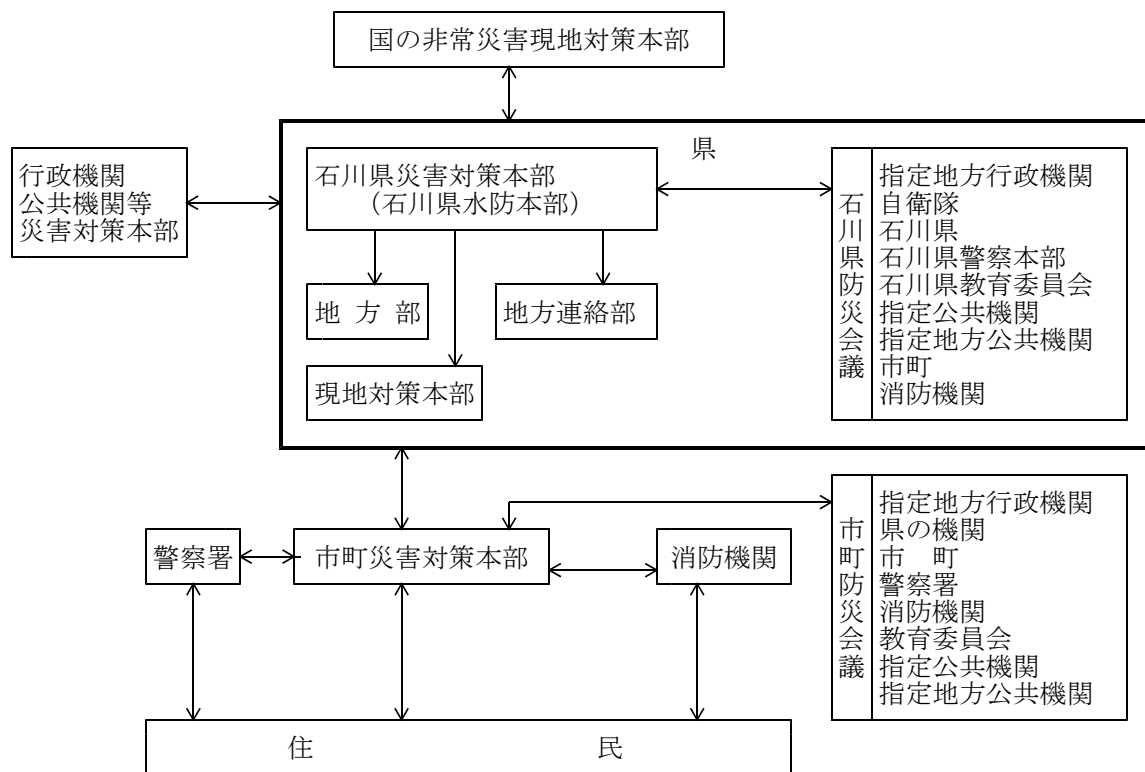 国の非常災害現地対策本部
県
行政機関
公共機関等
災害対策本部
石川県災害対策本部
（石川県水防本部）
地 方 部
地方連絡部
現地対策本部
石川県防災会議
指定地方行政機関
自衛隊
石川県
石川県警察本部
石川県教育委員会
指定公共機関
指定地方公共機関
市町
消防機関
警察署
市町災害対策本部
消防機関
市町防災会議
指定地方行政機関
県の機関
市　町
警察署
消防機関
教育委員会
指定公共機関
指定地方公共機関
住　民